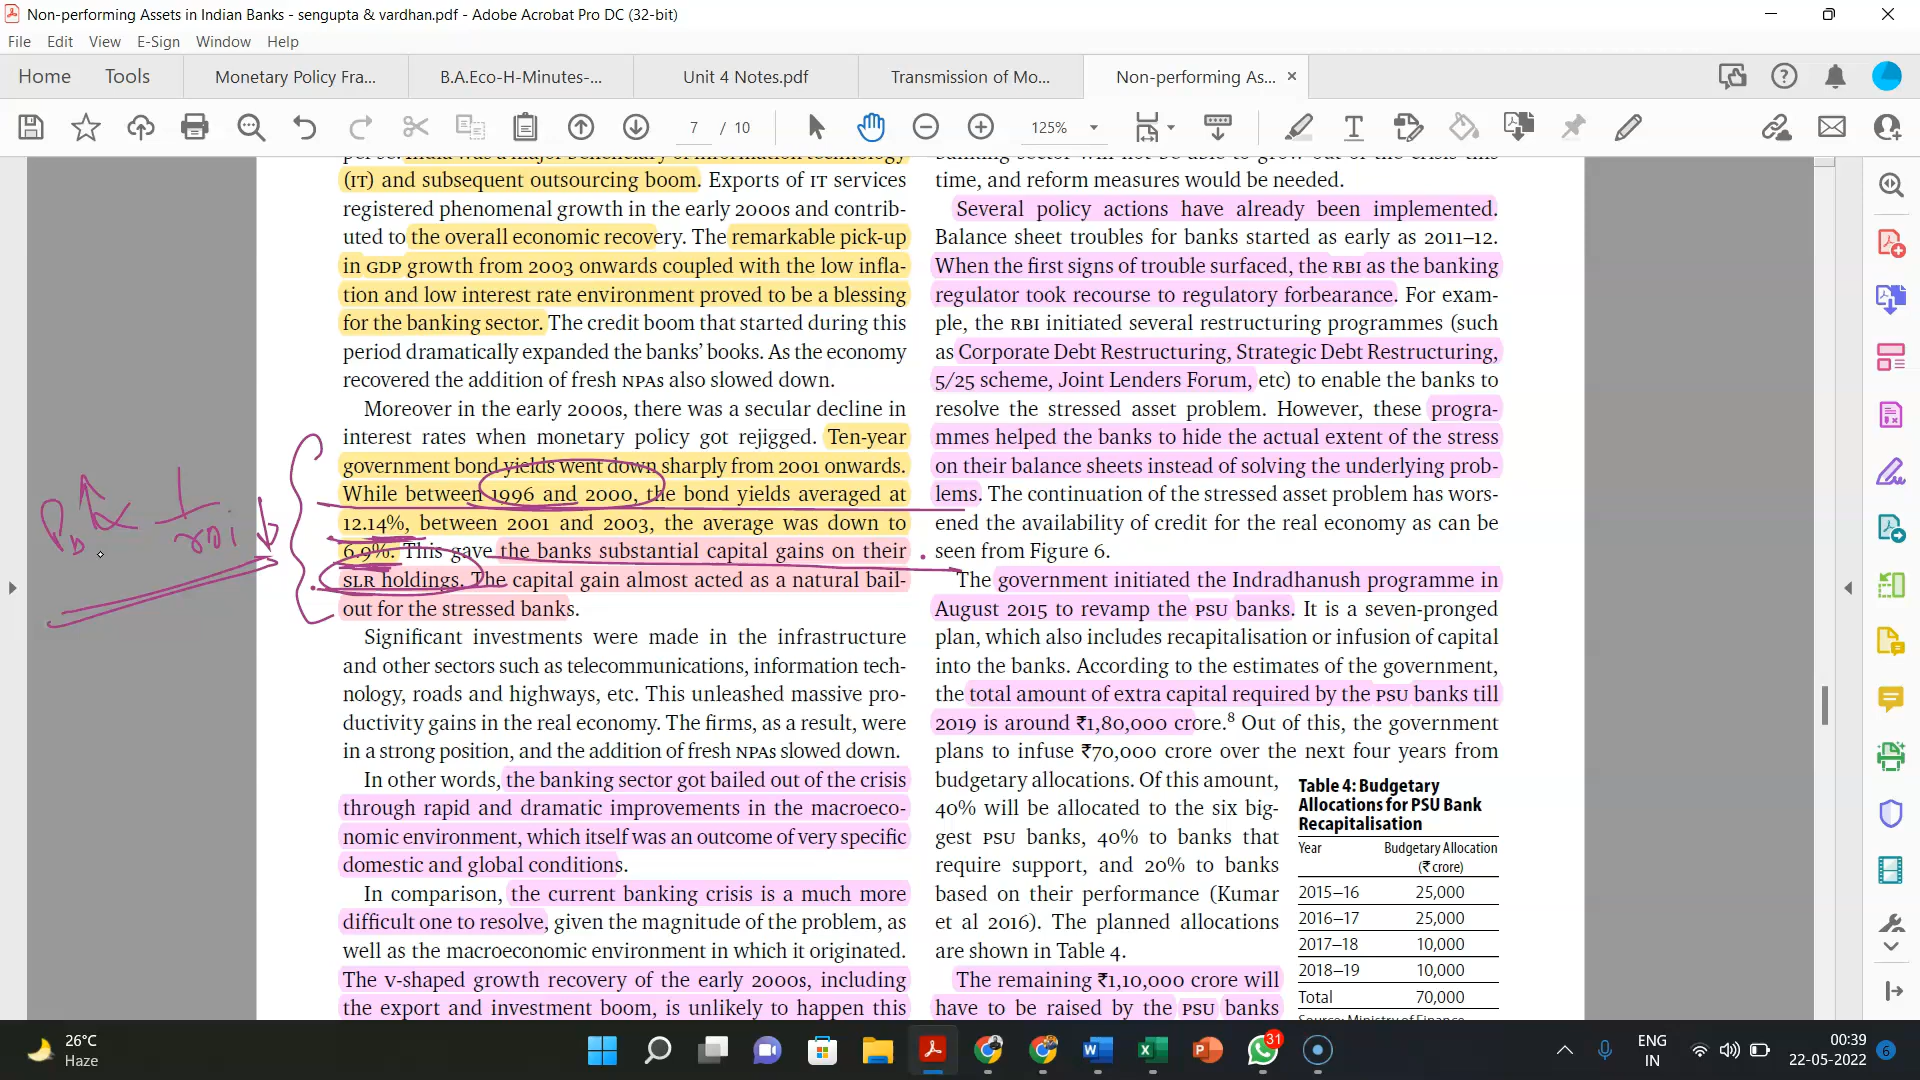 Non-performing Assets in Indian Banks - sengupta & vardhan.pdf - Adobe Acrobat Pro DC (32-bit)
File Edit View E-Sign Window Help
Home Tools Monetary Policy Fra... B.A.Eco-H-Minutes-... Unit 4 Notes.pdf Transmission of Mo... Non-performing As...
7 / 10 125%
(IT) and subsequent outsourcing boom. Exports of IT services
registered phenomenal growth in the early 2000s and contrib-
uted to the overall economic recovery. The remarkable pick-up
in GDP growth from 2003 onwards coupled with the low infla-
tion and low interest rate environment proved to be a blessing
for the banking sector. The credit boom that started during this
period dramatically expanded the banks' books. As the economy
recovered the addition of fresh NPAs also slowed down.
Moreover in the early 2000s, there was a secular decline in
interest rates when monetary policy got rejigged. Ten-year
government bond yields went down sharply from 2001 onwards.
While between 1996 and 2000, the bond yields averaged at
12.14%, between 2001 and 2003, the average was down to
6.9%. This gave the banks substantial capital gains on their
SLR holdings. The capital gain almost acted as a natural bail-
out for the stressed banks.
Significant investments were made in the infrastructure
and other sectors such as telecommunications, information tech-
nology, roads and highways, etc. This unleashed massive pro-
ductivity gains in the real economy. The firms, as a result, were
in a strong position, and the addition of fresh NPAs slowed down.
In other words, the banking sector got bailed out of the crisis
through rapid and dramatic improvements in the macroeco-
nomic environment, which itself was an outcome of very specific
domestic and global conditions.
In comparison, the current banking crisis is a much more
difficult one to resolve, given the magnitude of the problem, as
well as the macroeconomic environment in which it originated.
The V-shaped growth recovery of the early 2000s, including
the export and investment boom, is unlikely to happen this
time, and reform measures would be needed.
Several policy actions have already been implemented.
Balance sheet troubles for banks started as early as 2011–12.
When the first signs of trouble surfaced, the RBI as the banking
regulator took recourse to regulatory forbearance. For exam-
ple, the RBI initiated several restructuring programmes (such
as Corporate Debt Restructuring, Strategic Debt Restructuring,
5/25 scheme, Joint Lenders Forum, etc) to enable the banks to
resolve the stressed asset problem. However, these progra-
mmes helped the banks to hide the actual extent of the stress
on their balance sheets instead of solving the underlying prob-
lems. The continuation of the stressed asset problem has wors-
ened the availability of credit for the real economy as can be
seen from Figure 6.
The government initiated the Indradhanush programme in
August 2015 to revamp the PSU banks. It is a seven-pronged
plan, which also includes recapitalisation or infusion of capital
into the banks. According to the estimates of the government,
the total amount of extra capital required by the PSU banks till
2019 is around ₹1,80,000 crore.8 Out of this, the government
plans to infuse ₹70,000 crore over the next four years from
budgetary allocations. Of this amount,
40% will be allocated to the six big-
gest PSU banks, 40% to banks that
require support, and 20% to banks
based on their performance (Kumar
et al 2016). The planned allocations
are shown in Table 4.
The remaining ₹1,10,000 crore will
have to be raised by the PSU banks
Table 4: Budgetary
Allocations for PSU Bank
Recapitalisation
Year Budgetary Allocation
(₹ crore)
2015–16 25,000
2016–17 25,000
2017–18 10,000
2018–19 10,000
Total 70,000
26°C
Haze
31
ENG
IN
00:39
22-05-2022
6